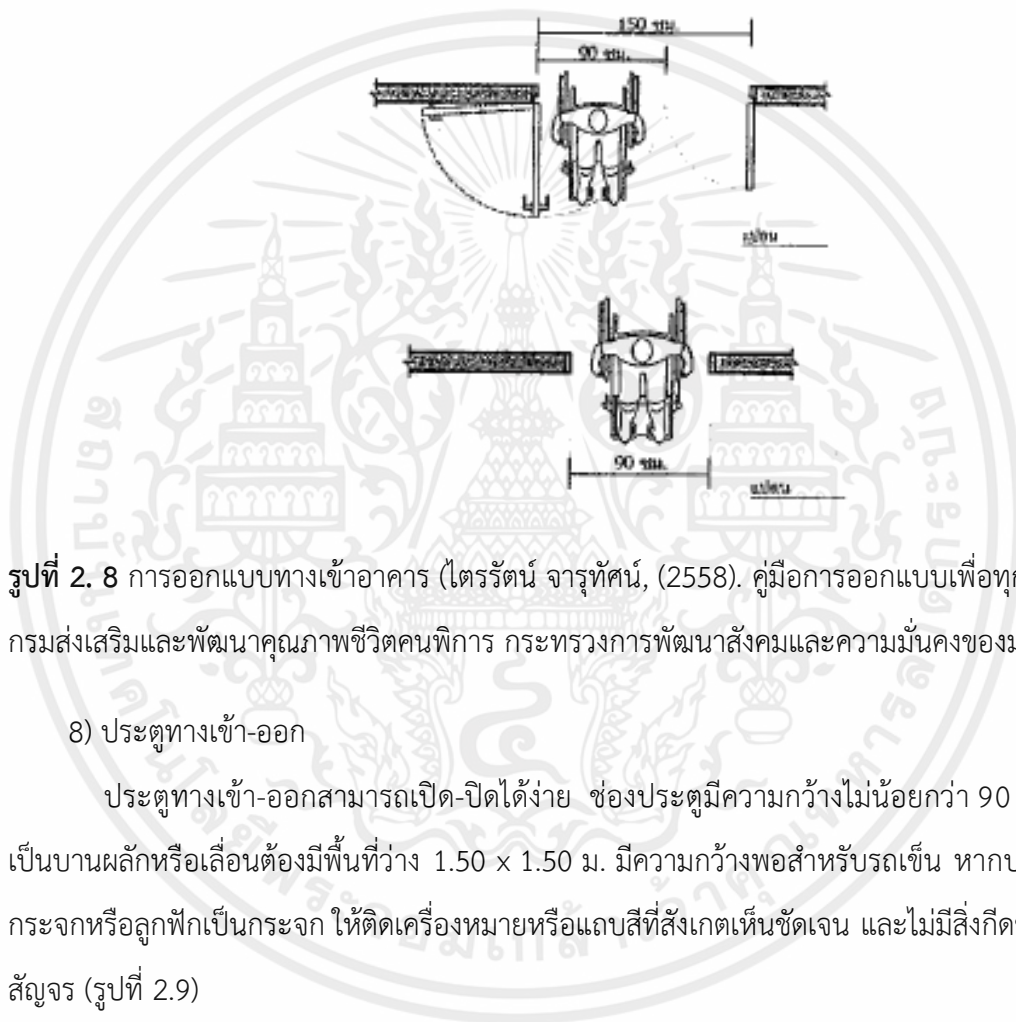 150 ซม.
90 ซม.
แปลน
90 ซม.
แปลน
รูปที่ 2. 8 การออกแบบทางเข้าอาคาร (ไตรรัตน์ จารุทัศน์, (2558). คู่มือการออกแบบเพื่อทุก
กรมส่งเสริมและพัฒนาคุณภาพชีวิตคนพิการ กระทรวงการพัฒนาสังคมและความมั่นคงของม
8) ประตูทางเข้า-ออก
ประตูทางเข้า-ออกสามารถเปิด-ปิดได้ง่าย ช่องประตูมีความกว้างไม่น้อยกว่า 90
เป็นบานผลักหรือเลื่อนต้องมีพื้นที่ว่าง 1.50 x 1.50 ม. มีความกว้างพอสำหรับรถเข็น หากบ
กระจกหรือลูกฟักเป็นกระจก ให้ติดเครื่องหมายหรือแถบสีที่สังเกตเห็นชัดเจน และไม่มีสิ่งกีดข
สัญจร (รูปที่ 2.9)